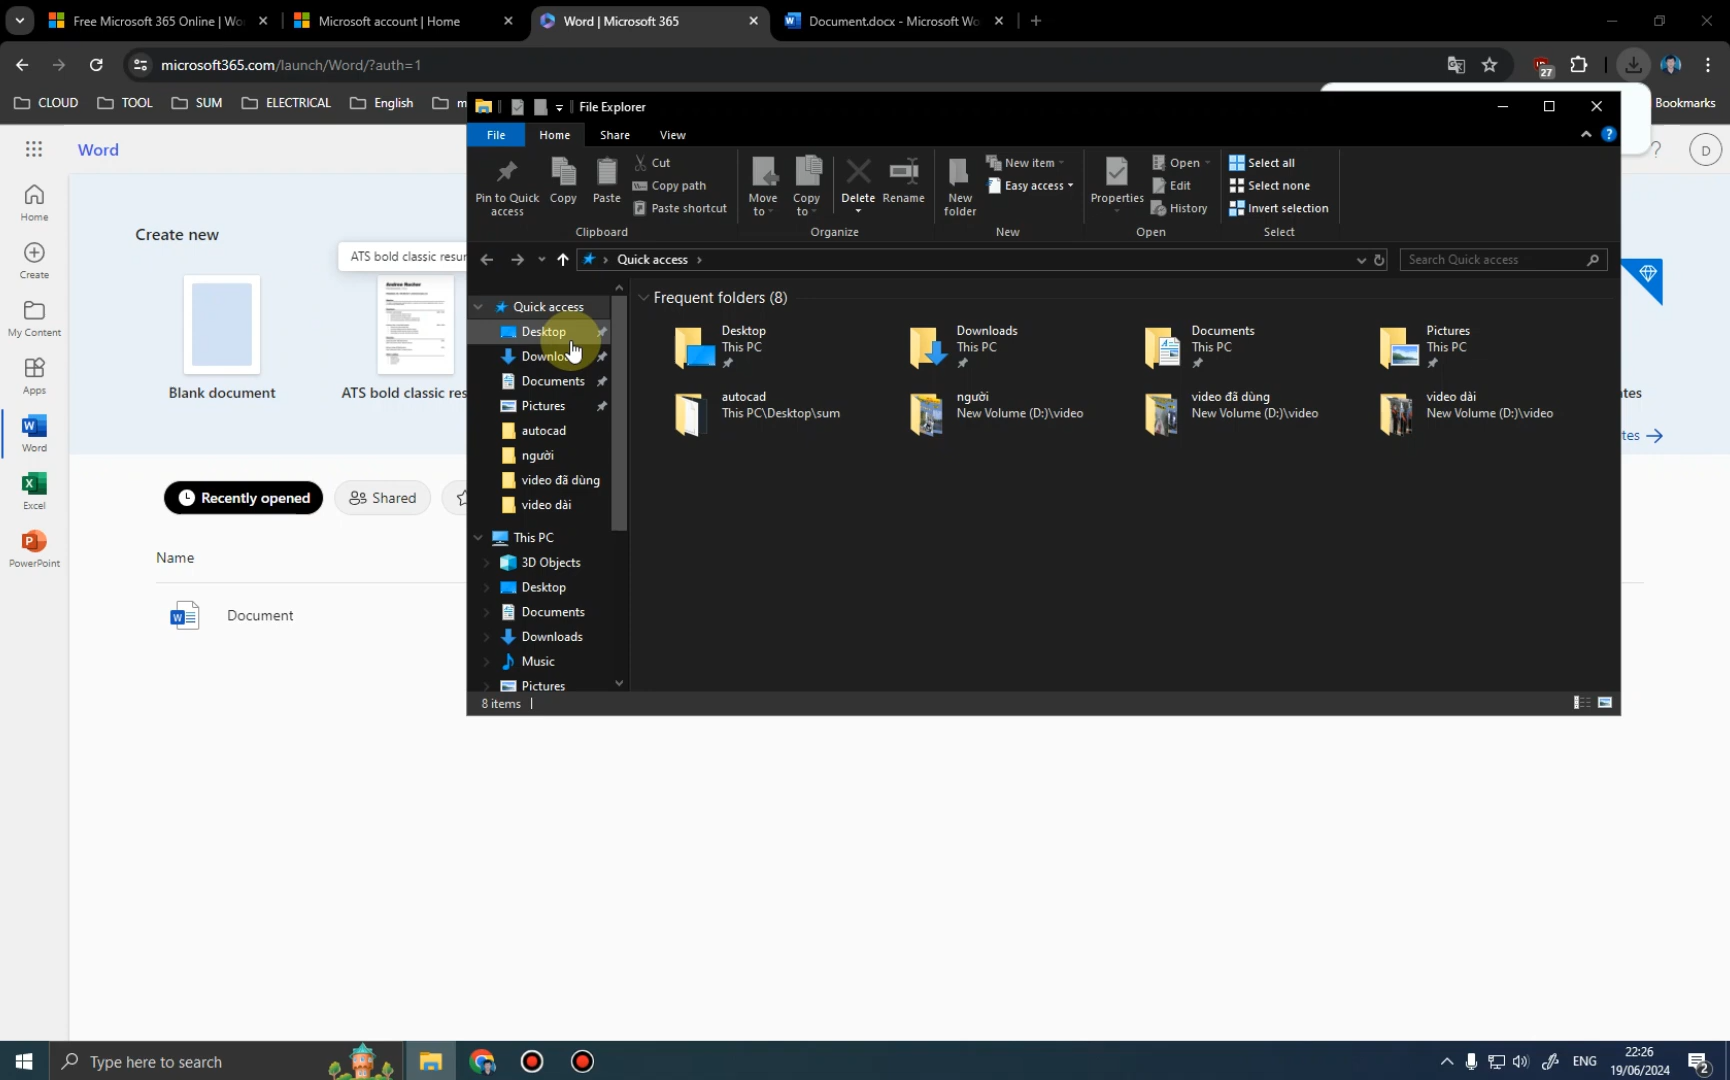 Free Microsoft 365 Online | Wo
Microsoft account | Home
Word | Microsoft 365
Document.docx - Microsoft Wo
microsoft365.com/launch/Word/?auth=1
27
CLOUD
TOOL
SUM
ELECTRICAL
English
m
Bookmarks
File Explorer
File
Home
Share
View
Pin to Quick access
Copy
Paste
Cut
Copy path
Paste shortcut
Clipboard
Move to
Copy to
Delete
Rename
Organize
New folder
New item
Easy access
New
Properties
Open
Edit
History
Open
Select all
Select none
Invert selection
Select
Quick access
Search Quick access
Quick access
Desktop
Downloa
Documents
Pictures
autocad
người
video đã dùng
video dài
This PC
3D Objects
Desktop
Documents
Downloads
Music
Pictures
Frequent folders (8)
Desktop
This PC
Downloads
This PC
Documents
This PC
Pictures
This PC
autocad
This PC\Desktop\sum
người
New Volume (D:)\video
video đã dùng
New Volume (D:)\video
video dài
New Volume (D:)\video
8 items
Word
D
Home
Create
My Content
Apps
Word
Excel
PowerPoint
Create new
ATS bold classic resur
Blank document
ATS bold classic res
ates
tes
Recently opened
Shared
Name
Document
Type here to search
ENG
22:26
19/06/2024
2